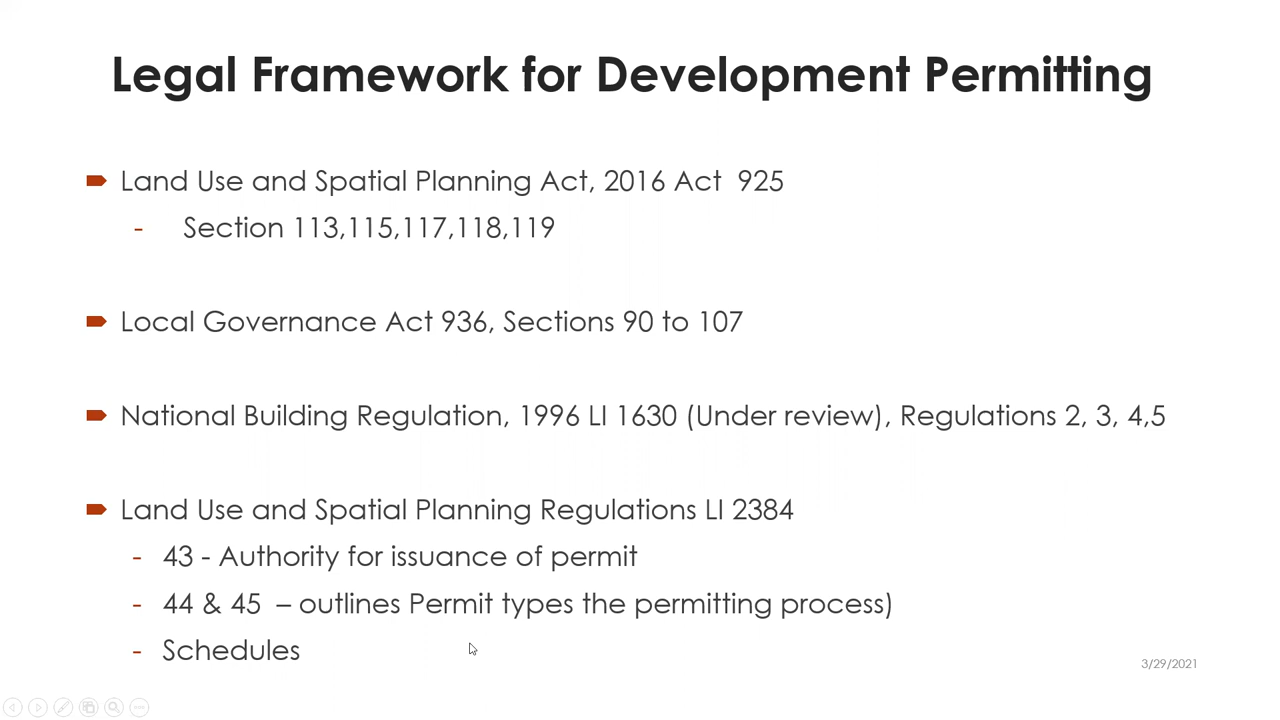 Legal Framework for Development Permitting
Land Use and Spatial Planning Act, 2016 Act  925
- Section 113,115,117,118,119
Local Governance Act 936, Sections 90 to 107
National Building Regulation, 1996 LI 1630 (Under review), Regulations 2, 3, 4,5
Land Use and Spatial Planning Regulations LI 2384
- 43 - Authority for issuance of permit
- 44 & 45  – outlines Permit types the permitting process)
- Schedules
3/29/2021